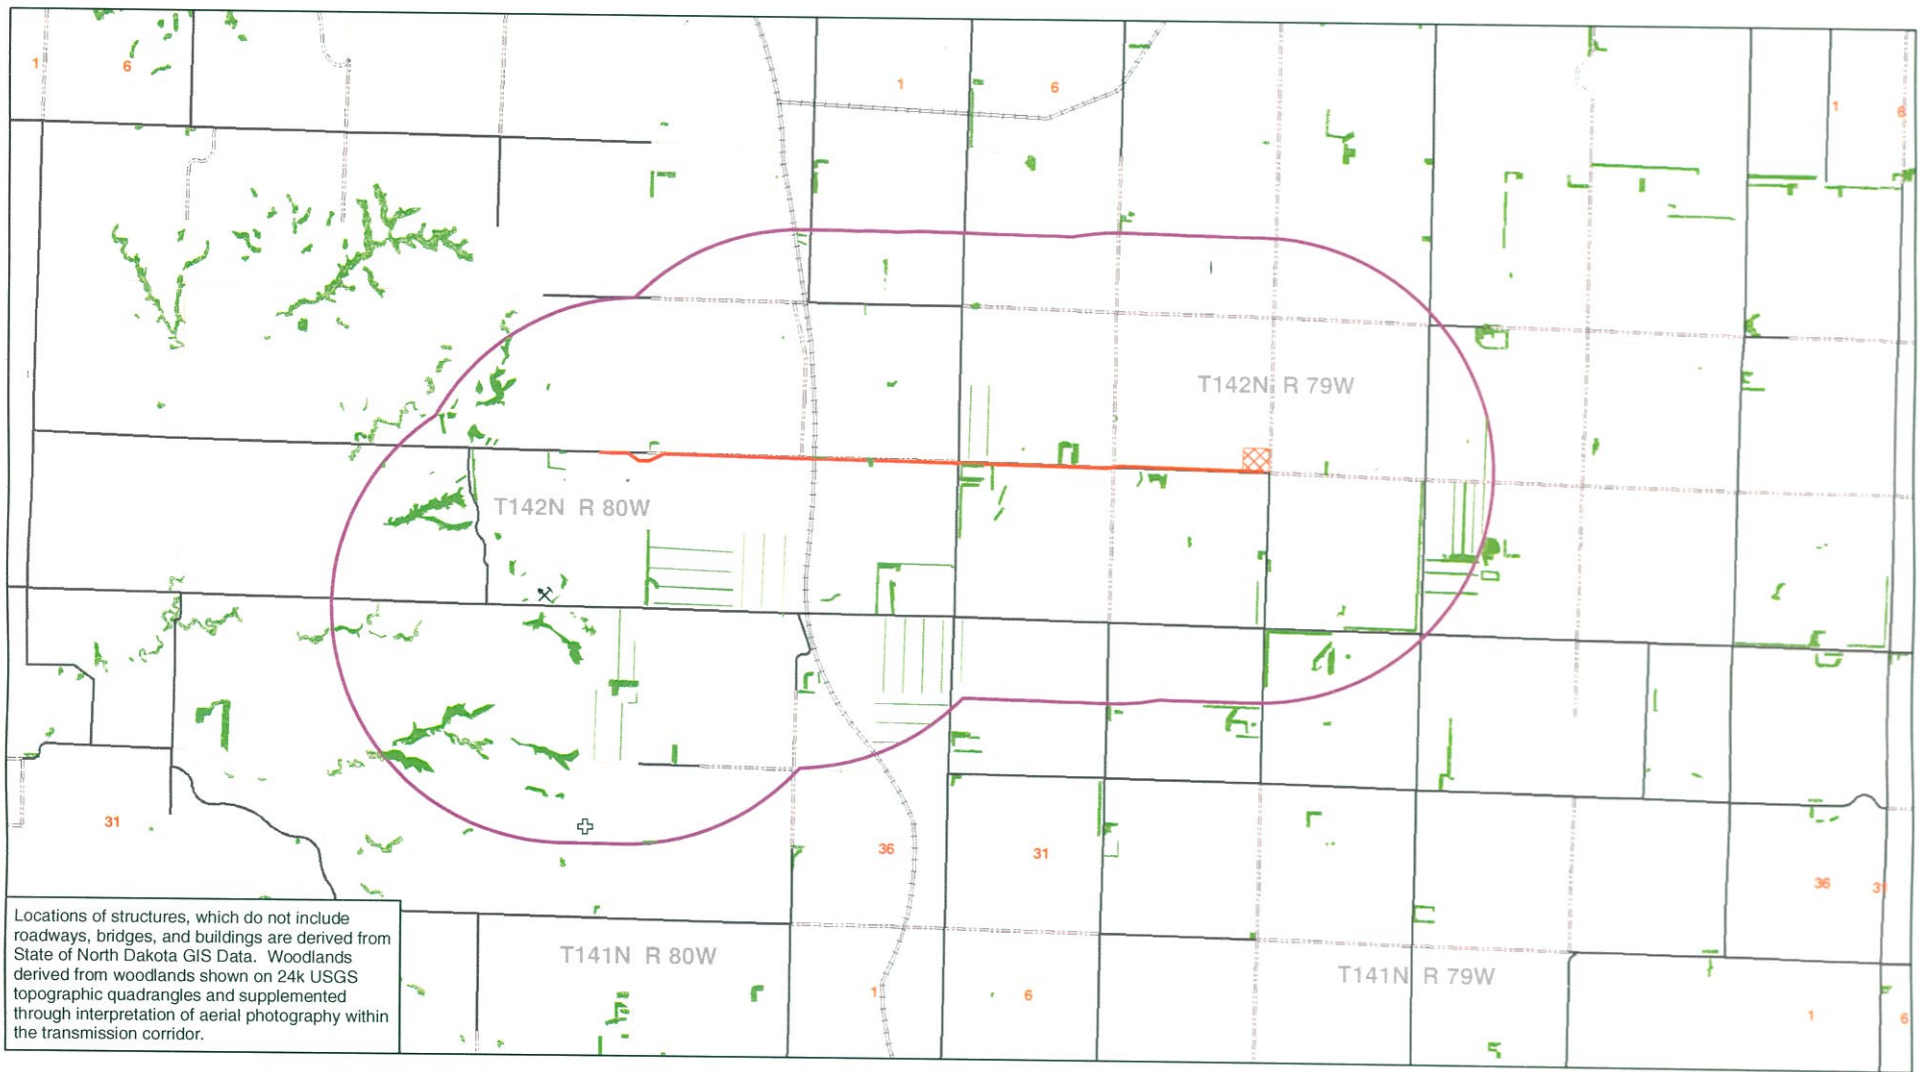 1
6
1
6
1
6
T142N R 79W
T142N R 80W
31
36
31
36
31
Locations of structures, which do not include
roadways, bridges, and buildings are derived from
State of North Dakota GIS Data. Woodlands
derived from woodlands shown on 24k USGS
topographic quadrangles and supplemented
through interpretation of aerial photography within
the transmission corridor.
T141N R 80W
T141N R 79W
1
6
1
6